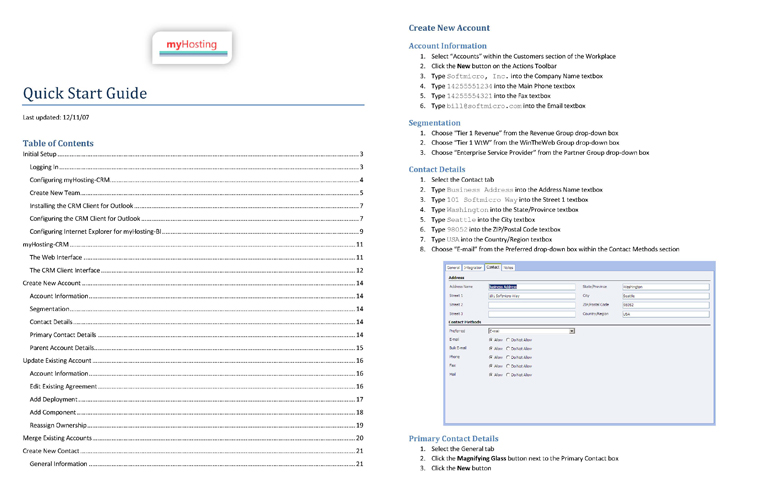 myHosting
Quick Start Guide
Last updated: 12/11/07
Table of Contents
Initial Setup 3
Logging In 3
Configuring myHosting-CRM 4
Create New Team 5
Installing the CRM Client for Outlook 7
Configuring the CRM Client for Outlook 7
Configuring Internet Explorer for myHosting-BI 9
myHosting-CRM 11
The Web Interface 11
The CRM Client Interface 12
Create New Account 14
Account Information 14
Segmentation 14
Contact Details 14
Primary Contact Details 14
Parent Account Details 15
Update Existing Account 16
Account Information 16
Edit Existing Agreement 16
Add Deployment 17
Add Component 18
Reassign Ownership 19
Merge Existing Accounts 20
Create New Contact 21
General Information 21
Create New Account
Account Information
1. Select "Accounts" within the Customers section of the Workplace
2. Click the New button on the Actions Toolbar
3. Type Softmicro, Inc. into the Company Name textbox
4. Type 14255551234 into the Main Phone textbox
5. Type 14255554321 into the Fax textbox
6. Type bill@softmicro.com into the Email textbox
Segmentation
1. Choose "Tier 1 Revenue" from the Revenue Group drop-down box
2. Choose "Tier 1 WIW" from the WinTheWeb Group drop-down box
3. Choose "Enterprise Service Provider" from the Partner Group drop-down box
Contact Details
1. Select the Contact tab
2. Type Business Address into the Address Name textbox
3. Type 101 Softmicro Way into the Street 1 textbox
4. Type Washington into the State/Province textbox
5. Type Seattle into the City textbox
6. Type 98052 into the ZIP/Postal Code textbox
7. Type USA into the Country/Region textbox
8. Choose "E-mail" from the Preferred drop-down box within the Contact Methods section
General Integration Contact Notes
Address
Address Name Business Address State/Province Washington
Street 1 101 Softmicro Way City Seattle
Street 2 ZIP/Postal Code 98052
Street 3 Country/Region USA
Contact Methods
Preferred E-mail
E-mail Allow Do Not Allow
Bulk E-mail Allow Do Not Allow
Phone Allow Do Not Allow
Fax Allow Do Not Allow
Mail Allow Do Not Allow
Primary Contact Details
1. Select the General tab
2. Click the Magnifying Glass button next to the Primary Contact box
3. Click the New button